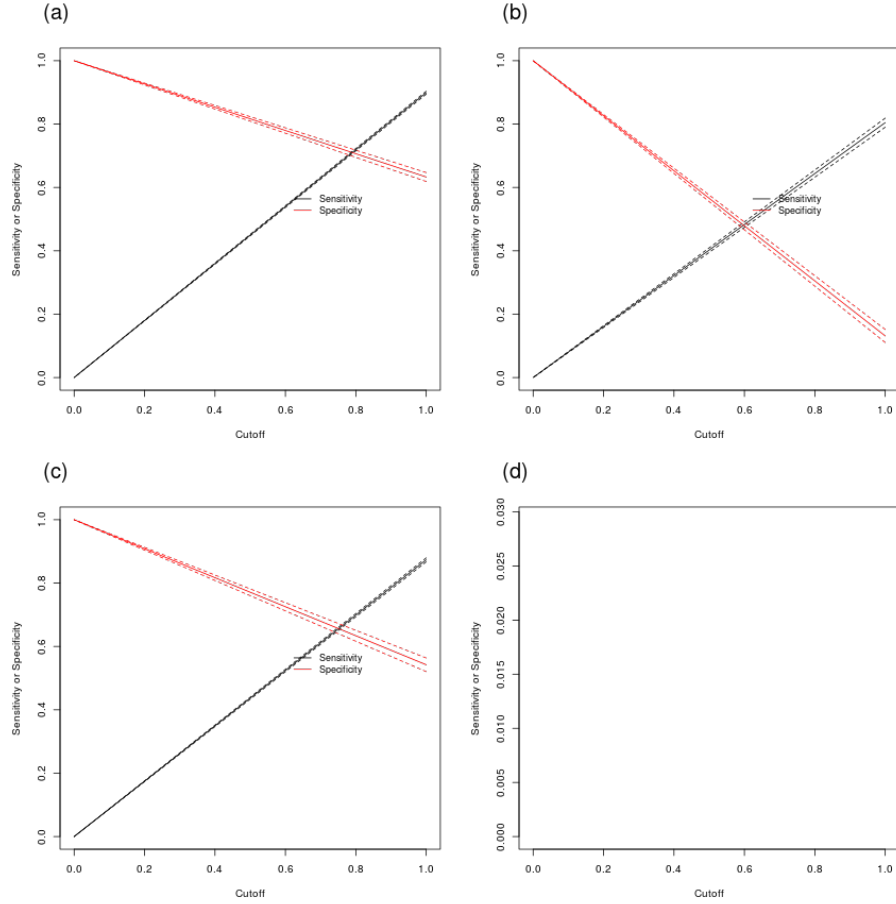 (a)
Sensitivity or Specificity
1.0
0.8
0.6
0.4
0.2
0.0
Sensitivity
Specificity
0.0 0.2 0.4 0.6 0.8 1.0
Cutoff
(b)
Sensitivity or Specificity
1.0
0.8
0.6
0.4
0.2
0.0
Sensitivity
Specificity
0.0 0.2 0.4 0.6 0.8 1.0
Cutoff
(c)
Sensitivity or Specificity
1.0
0.8
0.6
0.4
0.2
0.0
Sensitivity
Specificity
0.0 0.2 0.4 0.6 0.8 1.0
Cutoff
(d)
Sensitivity or Specificity
0.030
0.025
0.020
0.015
0.010
0.005
0.000
0.0 0.2 0.4 0.6 0.8 1.0
Cutoff